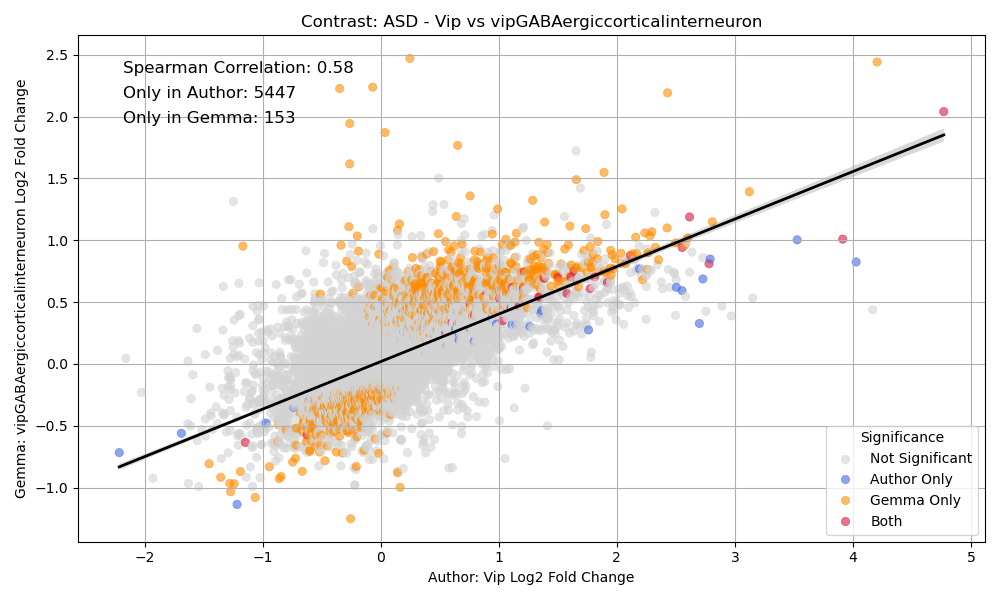 Contrast: ASD - Vip vs vipGABAergiccorticalinterneuron
Gemma: vipGABAergiccorticalinterneuron Log2 Fold Change
2.5
2.0
1.5
1.0
0.5
0.0
−0.5
−1.0
Spearman Correlation: 0.58
Only in Author: 5447
Only in Gemma: 153
Significance
Not Significant
Author Only
Gemma Only
Both
−2
−1
0
1
2
3
4
5
Author: Vip Log2 Fold Change